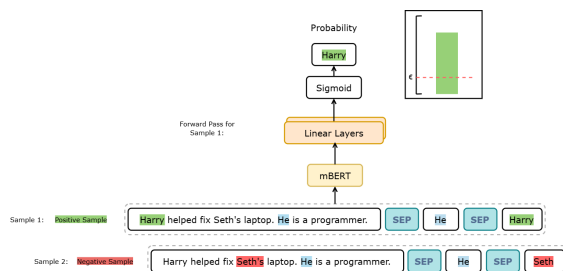 Probability
Harry
€
Sigmoid
Forward Pass for
Sample 1:
Linear Layers
mBERT
Sample 1: Positive Sample Harry helped fix Seth's laptop. He is a programmer. SEP He SEP Harry
Sample 2: Negative Sample Harry helped fix Seth's laptop. He is a programmer. SEP He SEP Seth